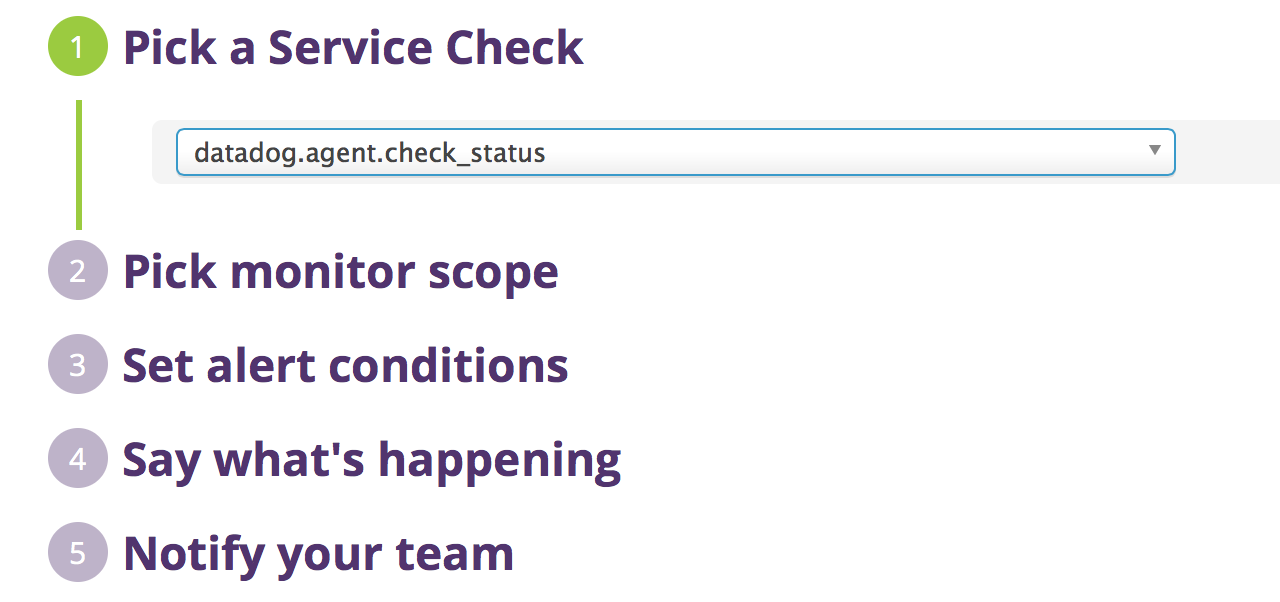 1 Pick a Service Check
datadog.agent.check_status
2 Pick monitor scope
3 Set alert conditions
4 Say what's happening
5 Notify your team